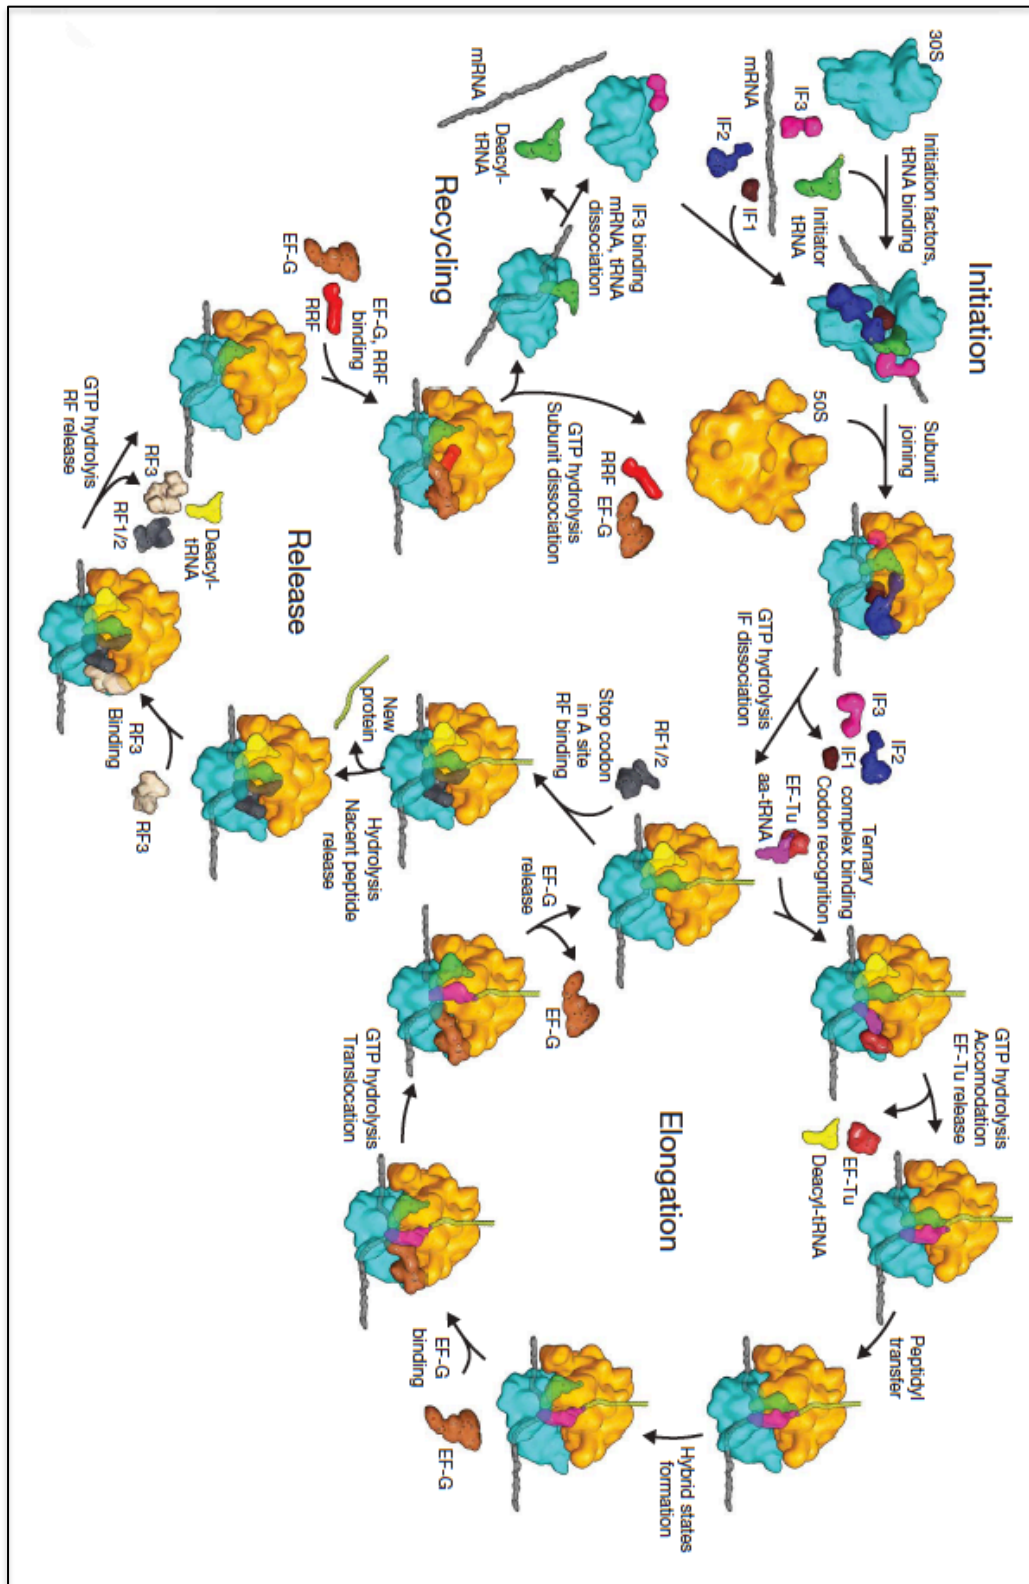 Initiation
30S
Initiation factors,
tRNA binding
IF3
mRNA
Initiator
tRNA
IF2
IF1
Subunit
joining
50S
GTP hydrolysis
IF dissociation
IF3
IF2
IF1
Ternary
complex binding
Codon recognition
EF-Tu
aa-tRNA
GTP hydrolysis
Accomodation
EF-Tu release
EF-Tu
Deacyl-tRNA
Elongation
Peptidyl
transfer
Hybrid states
formation
EF-G
binding
EF-G
GTP hydrolysis
Translocation
EF-G
release
EF-G
RF1/2
Stop codon
in A site
RF binding
New
protein
Hydrolysis
Nacent peptide
release
Release
RF3
Binding
RF3
GTP hydrolyis
RF release
RF3
RF1/2
Deacyl-
tRNA
EF-G, RRF
binding
EF-G
RRF
GTP hydrolysis
Subunit dissociation
RRF
EF-G
Recycling
IF3 binding
mRNA, tRNA
dissociation
mRNA
Deacyl-
tRNA